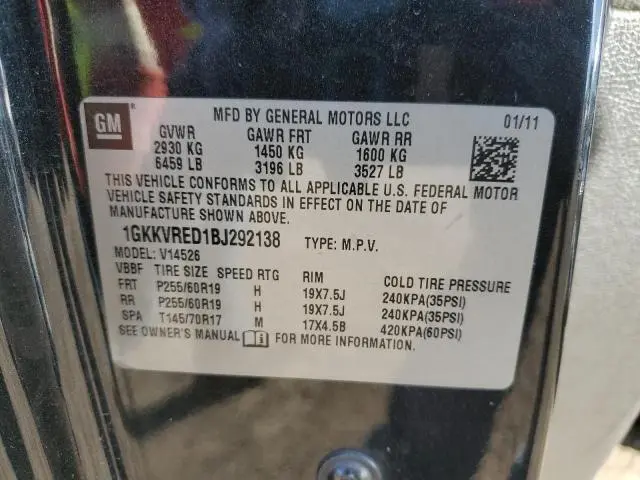 GM ®
MFD BY GENERAL MOTORS LLC 01/11
GVWR GAWR FRT GAWR RR
2930 KG 1450 KG 1600 KG
6459 LB 3196 LB 3527 LB
THIS VEHICLE CONFORMS TO ALL APPLICABLE U.S. FEDERAL MOTOR
VEHICLE SAFETY STANDARDS IN EFFECT ON THE DATE OF
MANUFACTURE SHOWN ABOVE.
1GKKVRED1BJ292138 TYPE: M.P.V.
MODEL: V14526
VBBF TIRE SIZE SPEED RTG RIM COLD TIRE PRESSURE
FRT P255/60R19 H 19X7.5J 240KPA(35PSI)
RR P255/60R19 H 19X7.5J 240KPA(35PSI)
SPA T145/70R17 M 17X4.5B 420KPA(60PSI)
SEE OWNER'S MANUAL FOR MORE INFORMATION.